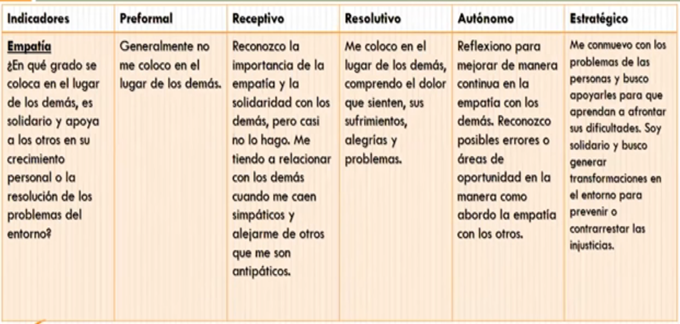 Indicadores
Preformal
Receptivo
Resolutivo
Autónomo
Estratégico
Empatía
¿En qué grado se
coloca en el lugar
de los demás, es
solidario y apoya
a los otros en su
crecimiento
personal o la
resolución de los
problemas del
entorno?
Generalmente no
me coloco en el
lugar de los demás.
Reconozco la
importancia de la
empatía y la
solidaridad con los
demás, pero casi
no lo hago. Me
tiendo a relacionar
con los demás
cuando me caen
simpáticos y
alejarme de otros
que me son
antipáticos.
Me coloco en el
lugar de los demás,
comprendo el dolor
que sienten, sus
sufrimientos,
alegrías y
problemas.
Reflexiono para
mejorar de manera
continua en la
empatía con los
demás. Reconozco
posibles errores o
áreas de
oportunidad en la
manera como
abordo la empatía
con los otros.
Me conmuevo con los
problemas de las
personas y busco
apoyarles para que
aprendan a afrontar
sus dificultades. Soy
solidario y busco
generar
transformaciones en
el entorno para
prevenir o
contrarrestar las
injusticias.